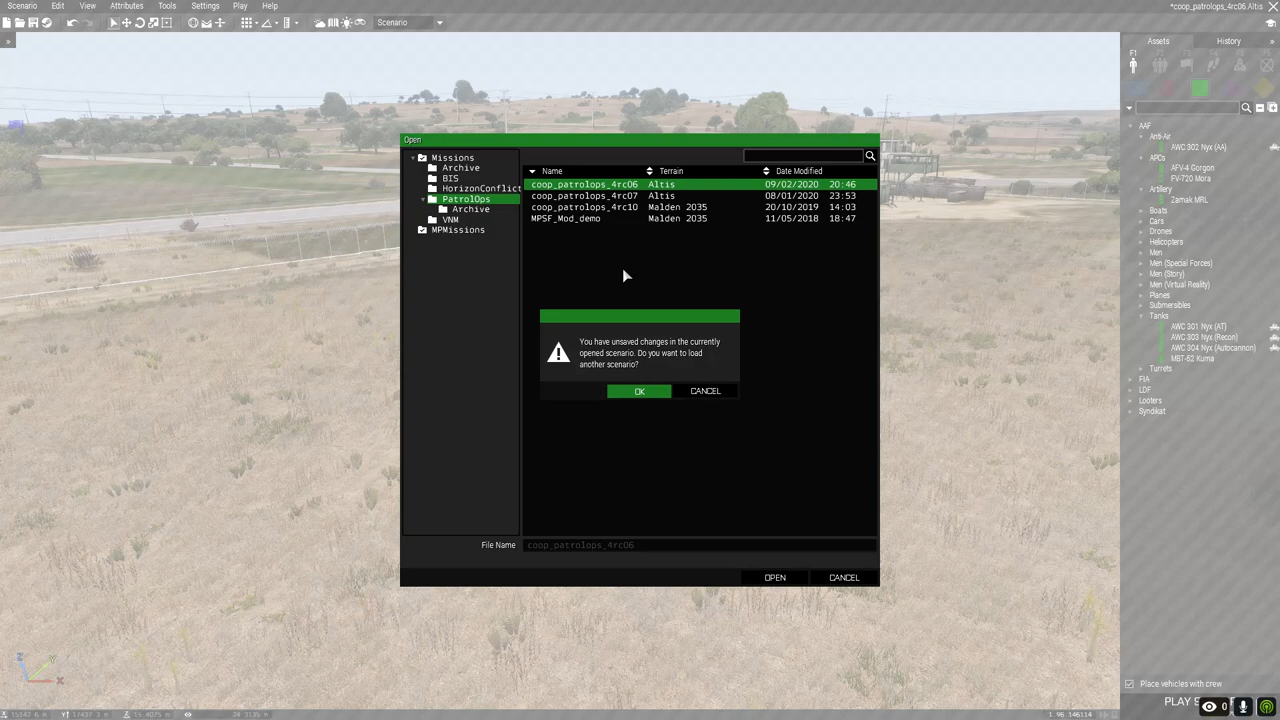 Scenario Edit View Attributes Tools Settings Play Help
*coop_patrolops_4rc06.Altis
Scenario
Assets History
F1
Open
Missions
Archive
BIS
HorizonConflict
PatrolOps
Archive
VNM
MPMissions
Name Terrain Date Modified
coop_patrolops_4rc06 Altis 09/02/2020 20:46
coop_patrolops_4rc07 Altis 08/01/2020 23:53
coop_patrolops_4rc10 Malden 2035 20/10/2019 14:03
MPSF_Mod_demo Malden 2035 11/05/2018 18:47
You have unsaved changes in the currently
opened scenario. Do you want to load
another scenario?
OK CANCEL
File Name coop_patrolops_4rc06
OPEN CANCEL
AAF
Anti-Air
AWC 302 Nyx (AA)
APCs
AFV-4 Gorgon
FV-720 Mora
Artillery
Zamak MRL
Boats
Cars
Drones
Helicopters
Men
Men (Special Forces)
Men (Story)
Men (Virtual Reality)
Planes
Submersibles
Tanks
AWC 301 Nyx (AT)
AWC 303 Nyx (Recon)
AWC 304 Nyx (Autocannon)
MBT-52 Kuma
Turrets
FIA
LDF
Looters
Syndikat
Place vehicles with crew
PLAY S
0
1.96.146114